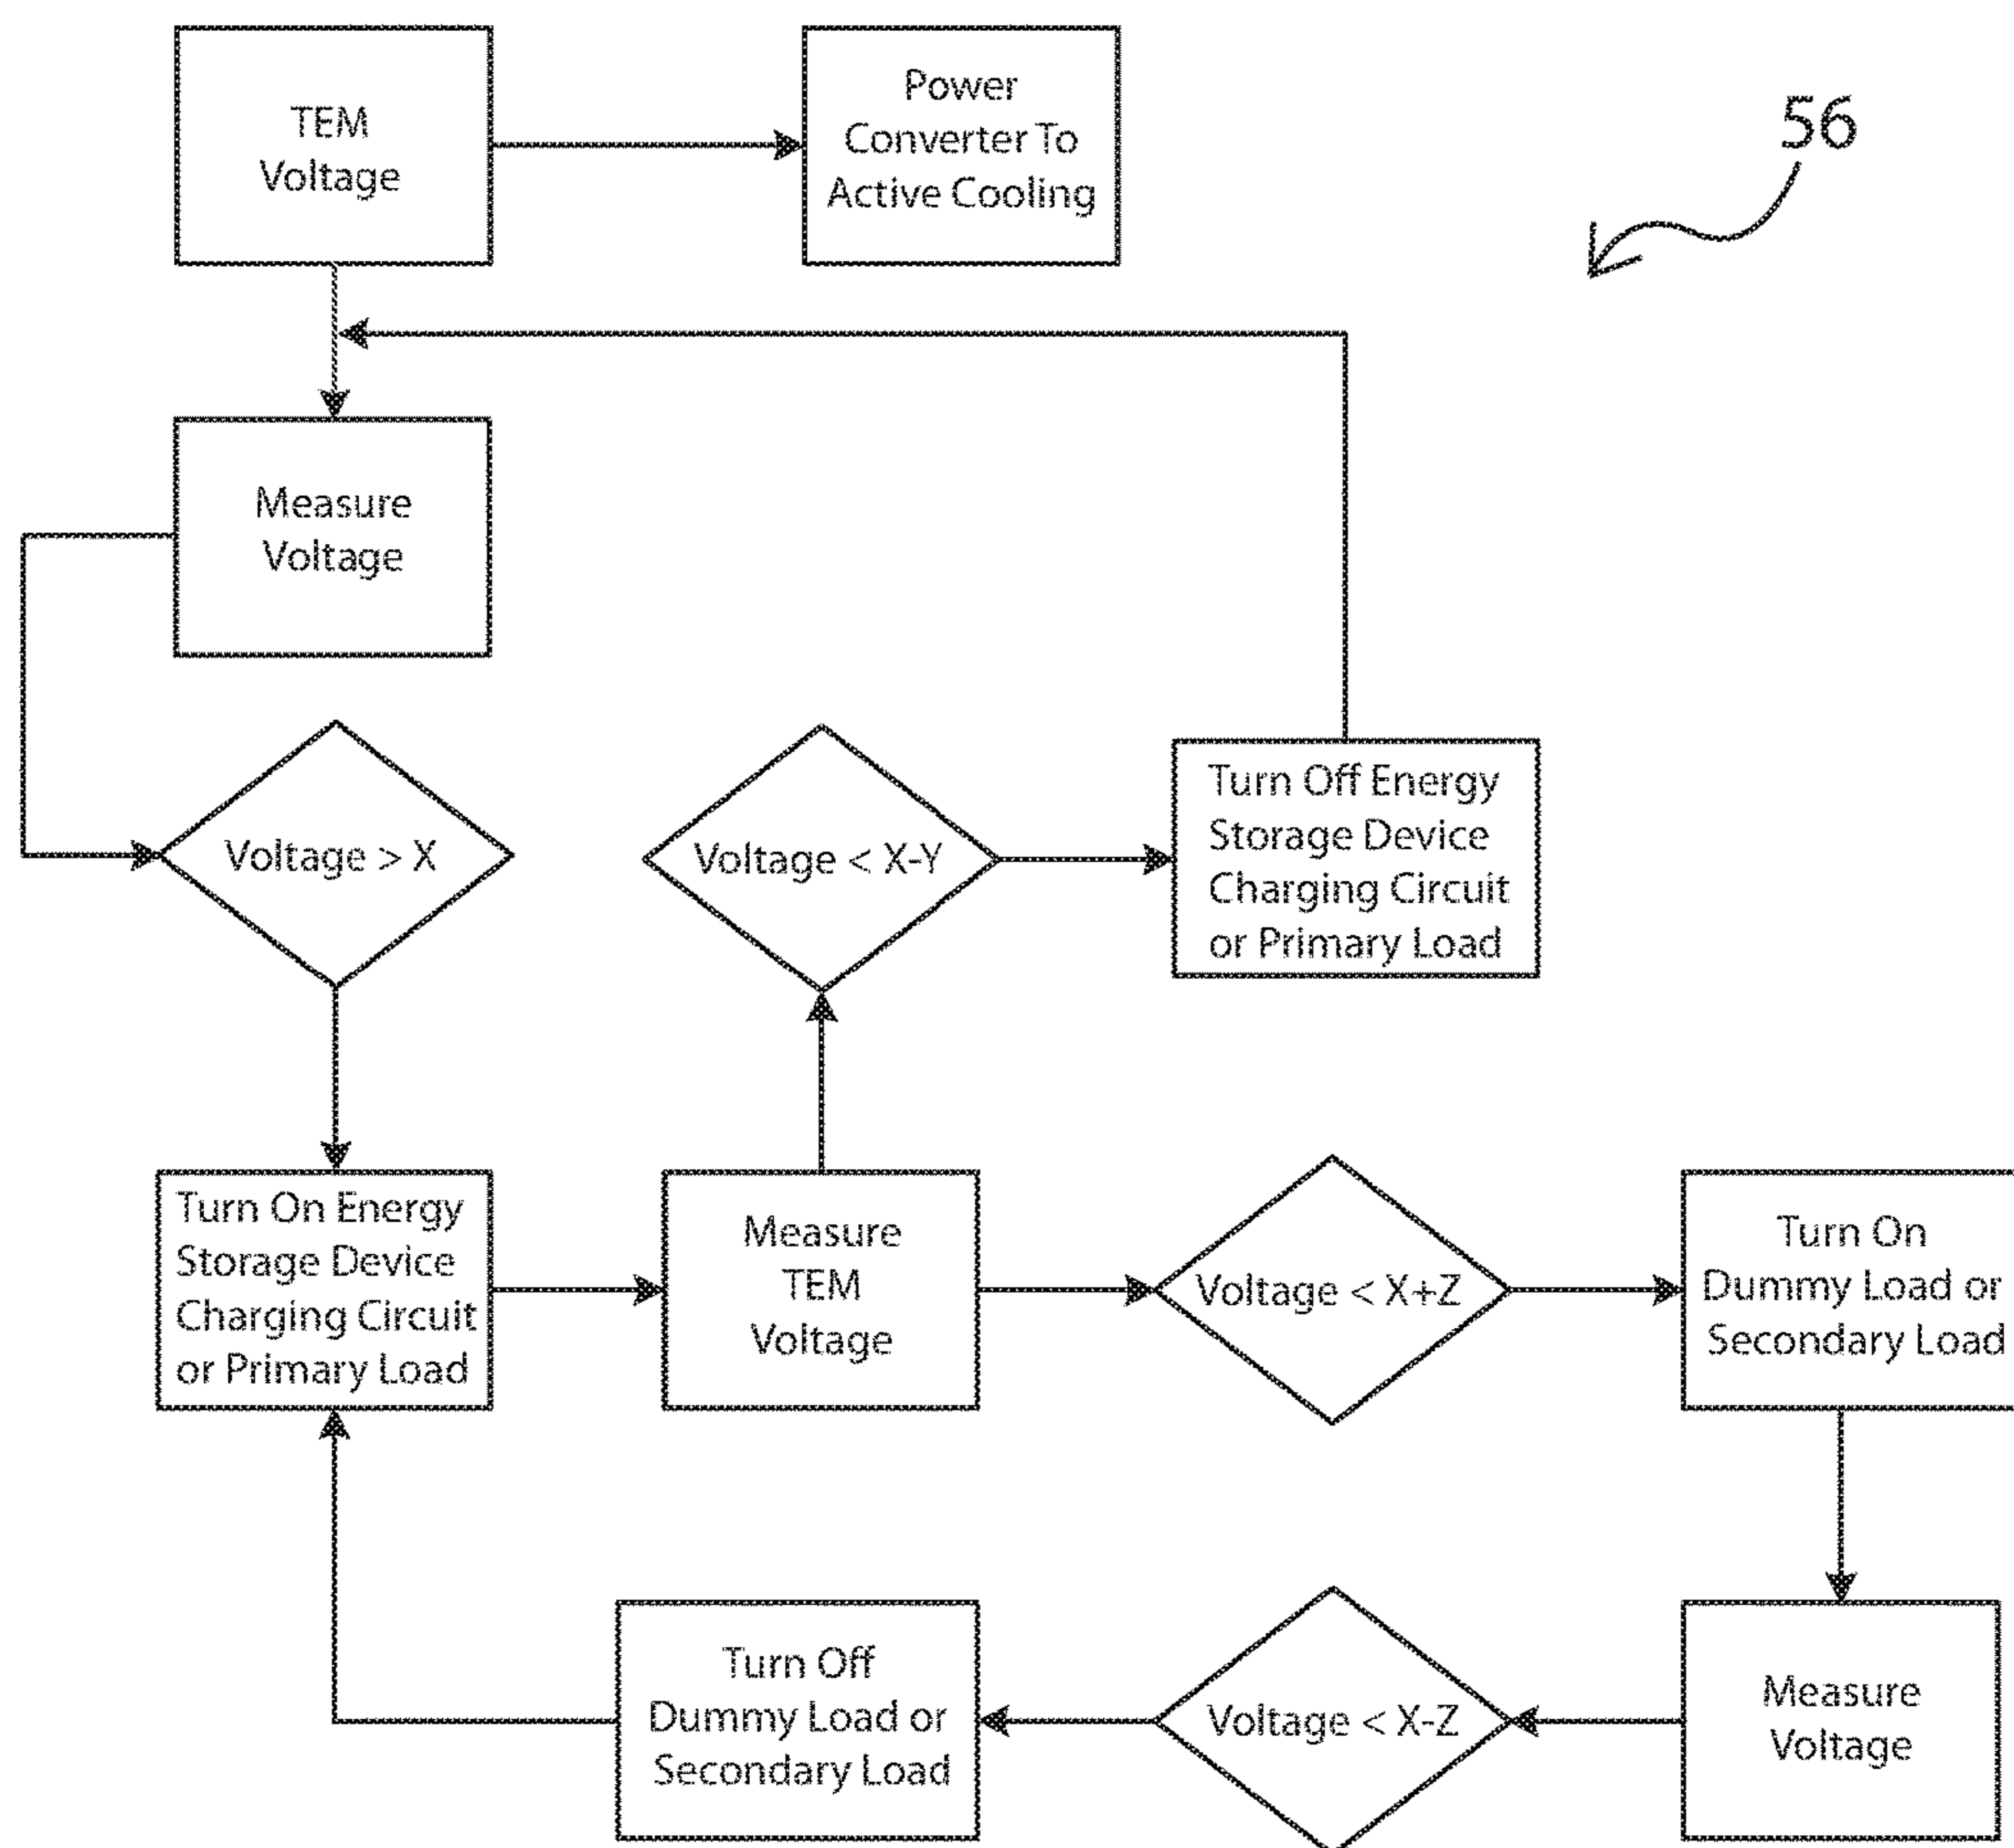 TEM
Voltage
Power
Converter To
Active Cooling
56
Measure
Voltage
Voltage > X
Voltage < X-Y
Turn Off Energy
Storage Device
Charging Circuit
or Primary Load
Turn On Energy
Storage Device
Charging Circuit
or Primary Load
Measure
TEM
Voltage
Voltage < X+Z
Turn On
Dummy Load or
Secondary Load
Turn Off
Dummy Load or
Secondary Load
Voltage < X-Z
Measure
Voltage